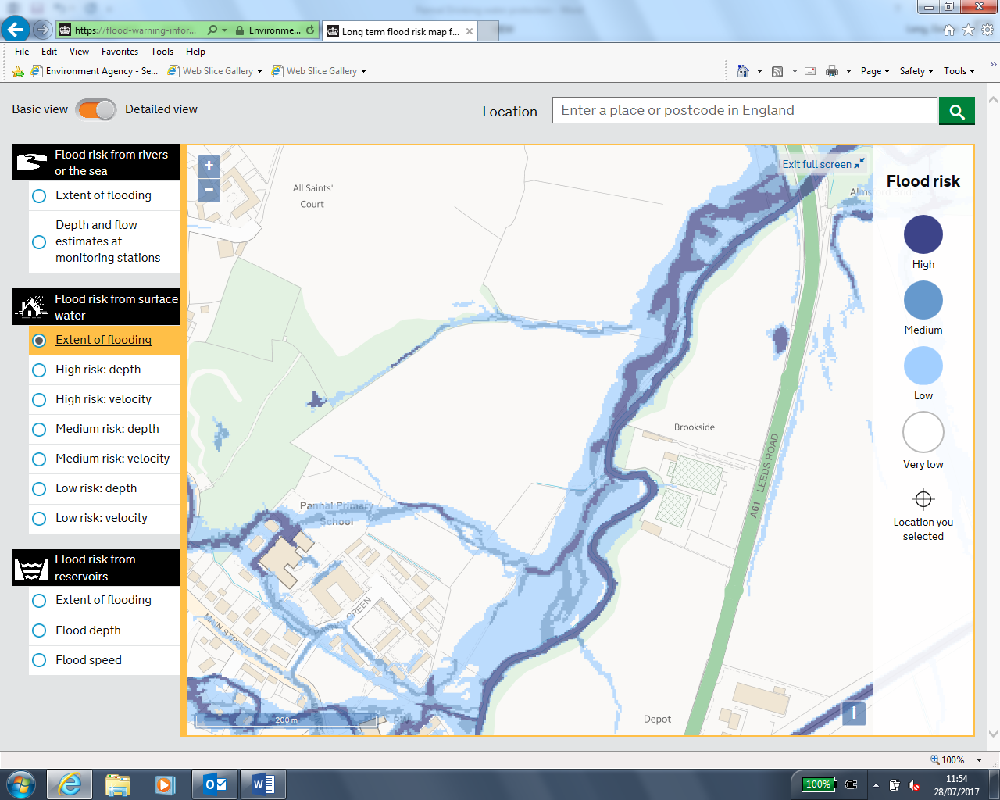 https://flood-warning-infor...
Environme...
Long term flood risk map f...
File Edit View Favorites Tools Help
Environment Agency - Se...
Web Slice Gallery
Web Slice Gallery
Page
Safety
Tools
Basic view
Detailed view
Location
Enter a place or postcode in England
Flood risk from rivers
or the sea
Extent of flooding
Depth and flow
estimates at
monitoring stations
Flood risk from surface
water
Extent of flooding
High risk: depth
High risk: velocity
Medium risk: depth
Medium risk: velocity
Low risk: depth
Low risk: velocity
Flood risk from
reservoirs
Extent of flooding
Flood depth
Flood speed
+
−
All Saints'
Court
Exit full screen
Almsford Bridge
Brookside
A61 LEEDS ROAD
Pannal Primary
School
PANNAL GREEN
MAIN STREET
Depot
200 m
i
Flood risk
High
Medium
Low
Very low
Location you
selected
100%
100%
11:54
28/07/2017